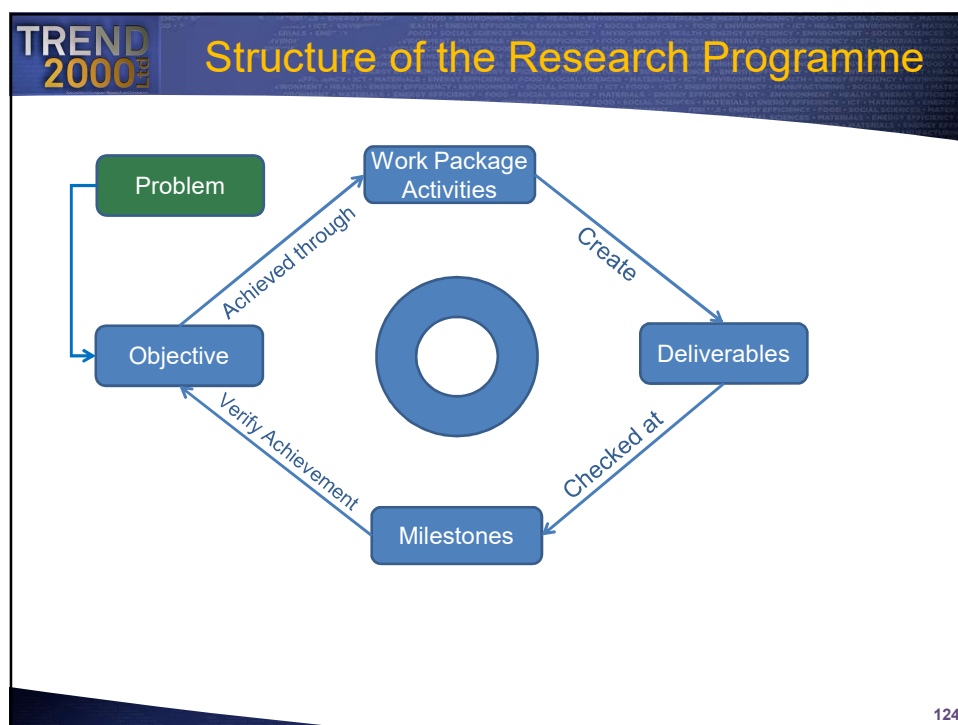 TREND
2000 Ltd
Structure of the Research Programme
Problem
Work Package
Activities
Achieved through
Create
Objective
Deliverables
Verify Achievement
Checked at
Milestones
124